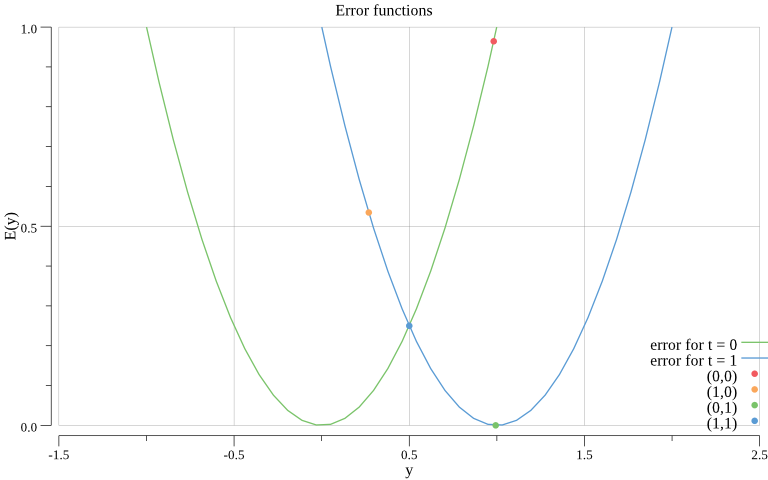 Error functions
1.0
0.5
0.0
E(y)
-1.5
-0.5
0.5
1.5
2.5
y
error for t = 0
error for t = 1
(0,0)
(1,0)
(0,1)
(1,1)